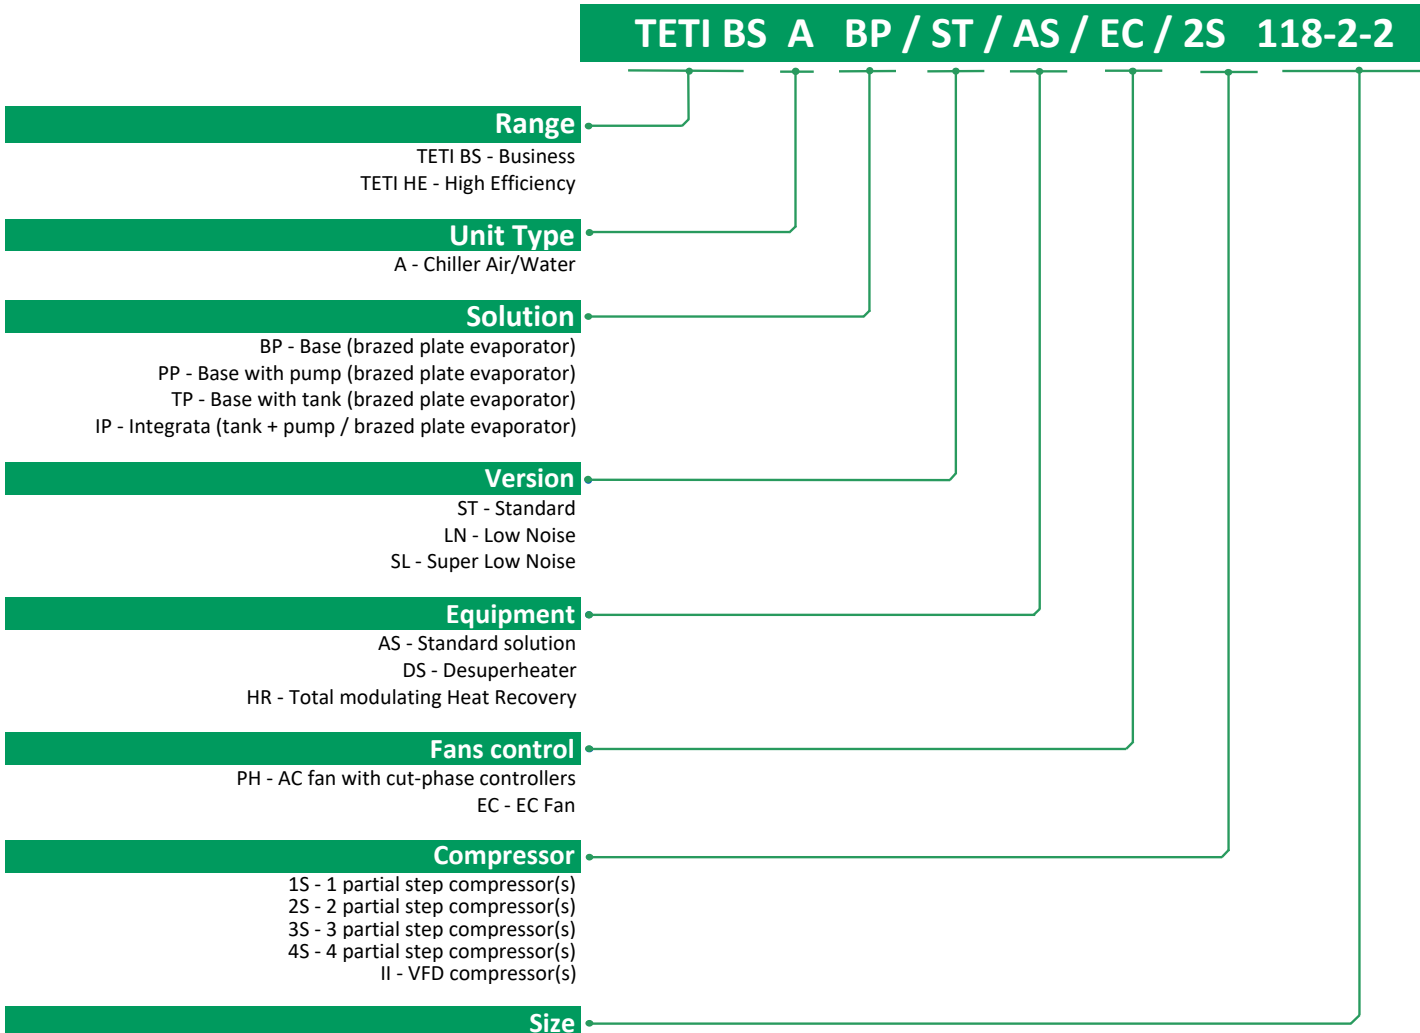 TETI BS A BP / ST / AS / EC / 2S 118-2-2
Range
TETI BS - Business
TETI HE - High Efficiency
Unit Type
A - Chiller Air/Water
Solution
BP - Base (brazed plate evaporator)
PP - Base with pump (brazed plate evaporator)
TP - Base with tank (brazed plate evaporator)
IP - Integrata (tank + pump / brazed plate evaporator)
Version
ST - Standard
LN - Low Noise
SL - Super Low Noise
Equipment
AS - Standard solution
DS - Desuperheater
HR - Total modulating Heat Recovery
Fans control
PH - AC fan with cut-phase controllers
EC - EC Fan
Compressor
1S - 1 partial step compressor(s)
2S - 2 partial step compressor(s)
3S - 3 partial step compressor(s)
4S - 4 partial step compressor(s)
II - VFD compressor(s)
Size